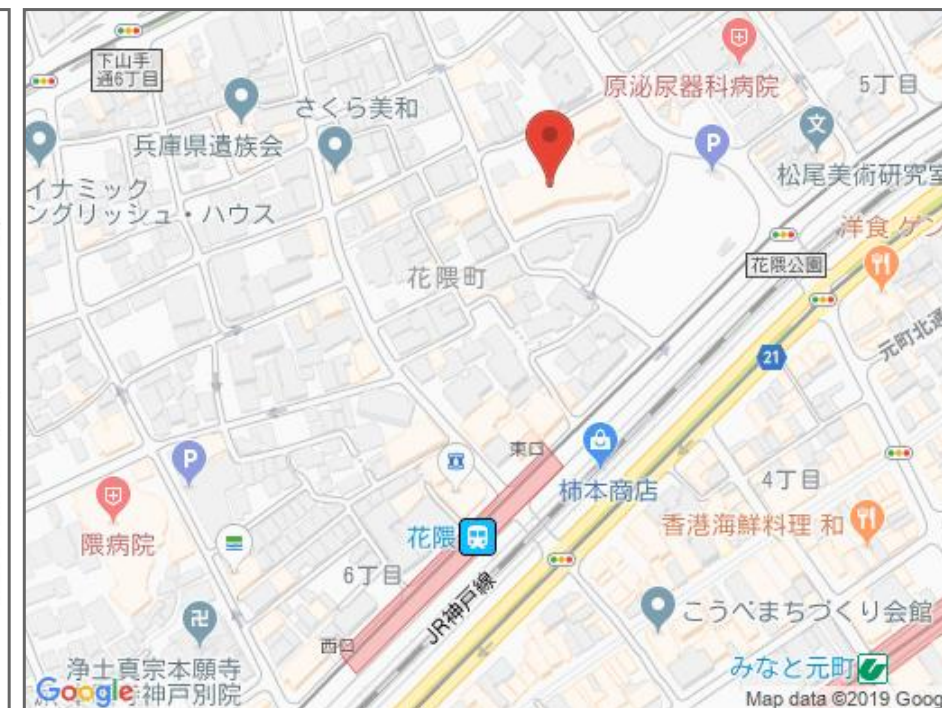 下山手
通6丁目
原泌尿器科病院
5丁目
さくら美和
兵庫県遺族会
P
文
松尾美術研究室
イナミック
ングリッシュ・ハウス
洋食 ゲン
花隈町
花隈公園
元町北通
21
東口
柿本商店
4丁目
P
隈病院
花隈
香港海鮮料理 和
6丁目
JR神戸線
こうべまちづくり会館
西口
浄土真宗本願寺
神戸別院
みなと元町
Google
Map data ©2019 Goog